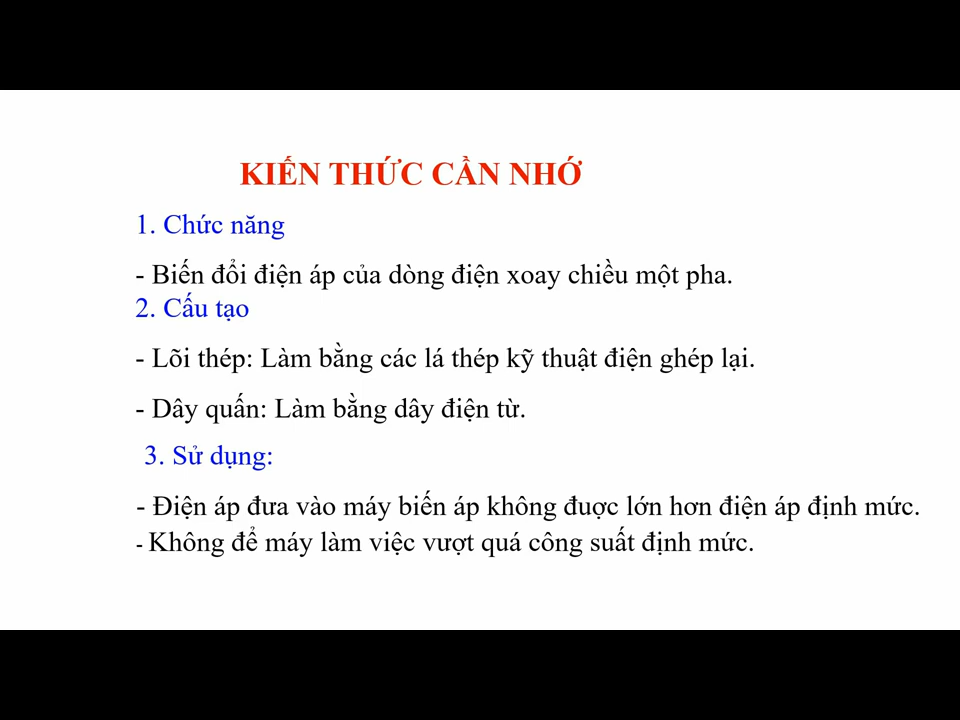 KIẾN THỨC CẦN NHỚ
1. Chức năng
- Biến đổi điện áp của dòng điện xoay chiều một pha.
2. Cấu tạo
- Lõi thép: Làm bằng các lá thép kỹ thuật điện ghép lại.
- Dây quấn: Làm bằng dây điện từ.
3. Sử dụng:
- Điện áp đưa vào máy biến áp không đuợc lớn hơn điện áp định mức.
- Không để máy làm việc vượt quá công suất định mức.